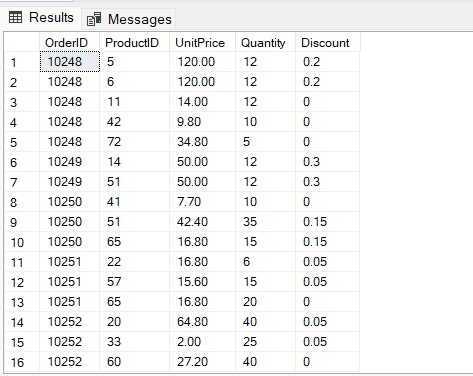 Results Messages
OrderID ProductID UnitPrice Quantity Discount
1 10248 5 120.00 12 0.2
2 10248 6 120.00 12 0.2
3 10248 11 14.00 12 0
4 10248 42 9.80 10 0
5 10248 72 34.80 5 0
6 10249 14 50.00 12 0.3
7 10249 51 50.00 12 0.3
8 10250 41 7.70 10 0
9 10250 51 42.40 35 0.15
10 10250 65 16.80 15 0.15
11 10251 22 16.80 6 0.05
12 10251 57 15.60 15 0.05
13 10251 65 16.80 20 0
14 10252 20 64.80 40 0.05
15 10252 33 2.00 25 0.05
16 10252 60 27.20 40 0